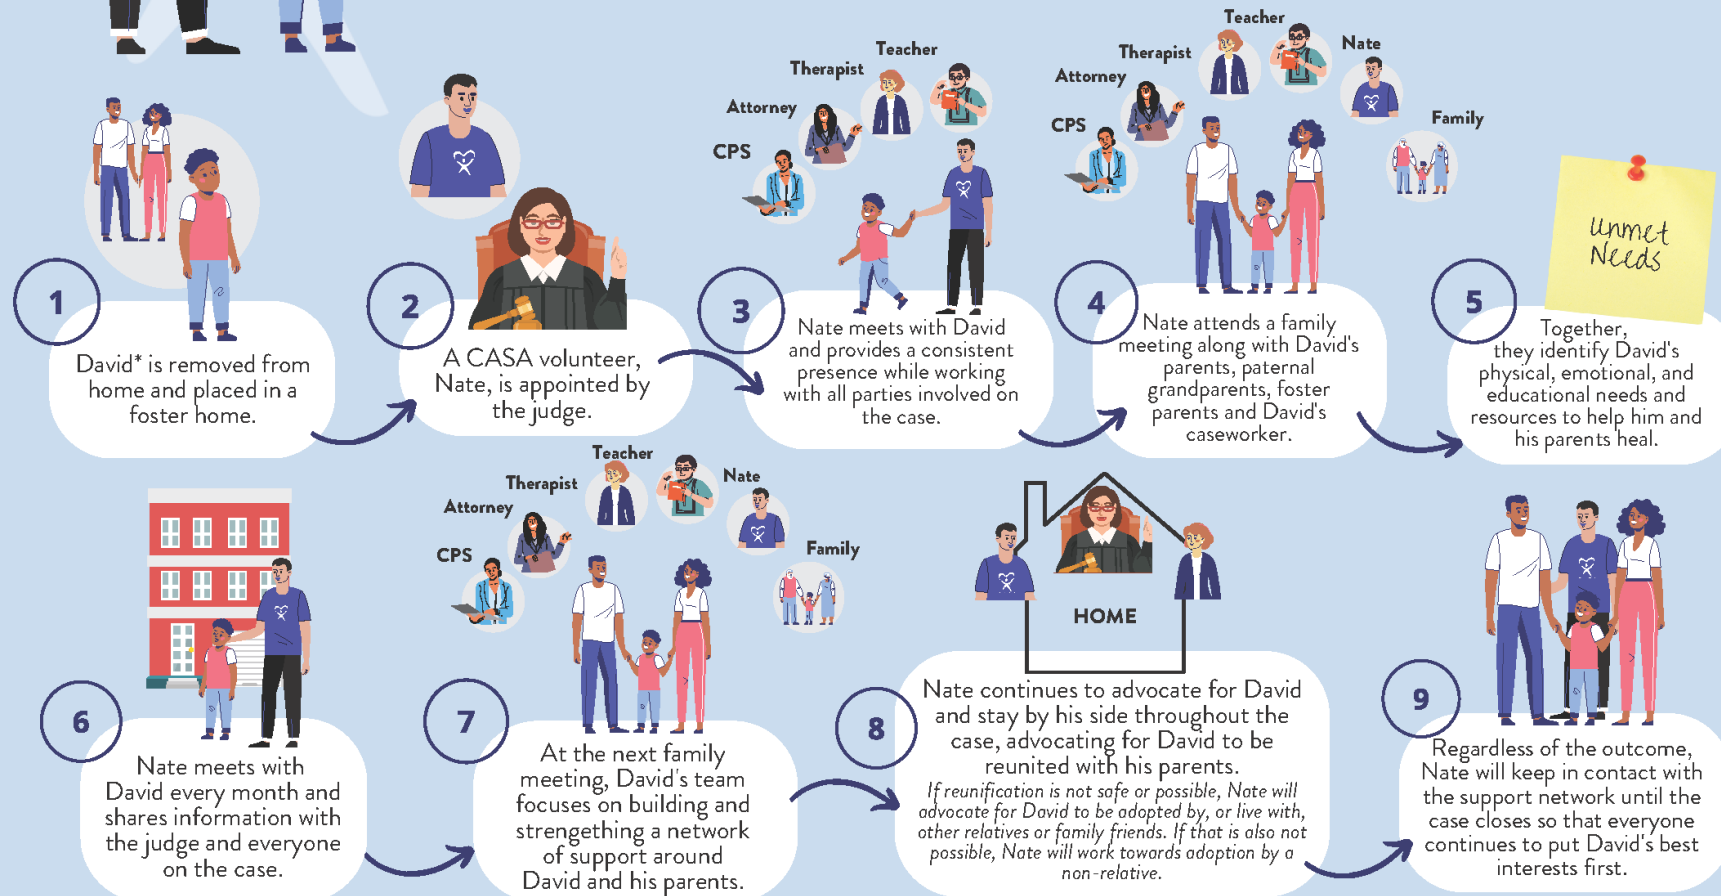 1
David* is removed from
home and placed in a
foster home.
2
A CASA volunteer,
Nate, is appointed by
the judge.
CPS
Attorney
Therapist
Teacher
3
Nate meets with David
and provides a consistent
presence while working
with all parties involved on
the case.
CPS
Attorney
Therapist
Teacher
Nate
Family
4
Nate attends a family
meeting along with David's
parents, paternal
grandparents, foster
parents and David's
caseworker.
Unmet
Needs
5
Together,
they identify David's
physical, emotional, and
educational needs and
resources to help him and
his parents heal.
6
Nate meets with
David every month and
shares information with
the judge and everyone
on the case.
CPS
Attorney
Therapist
Teacher
Nate
Family
7
At the next family
meeting, David's team
focuses on building and
strengething a network
of support around
David and his parents.
HOME
8
Nate continues to advocate for David
and stay by his side throughout the
case, advocating for David to be
reunited with his parents.
If reunification is not safe or possible, Nate will
advocate for David to be adopted by, or live with,
other relatives or family friends. If that is also not
possible, Nate will work towards adoption by a
non-relative.
9
Regardless of the outcome,
Nate will keep in contact with
the support network until the
case closes so that everyone
continues to put David's best
interests first.